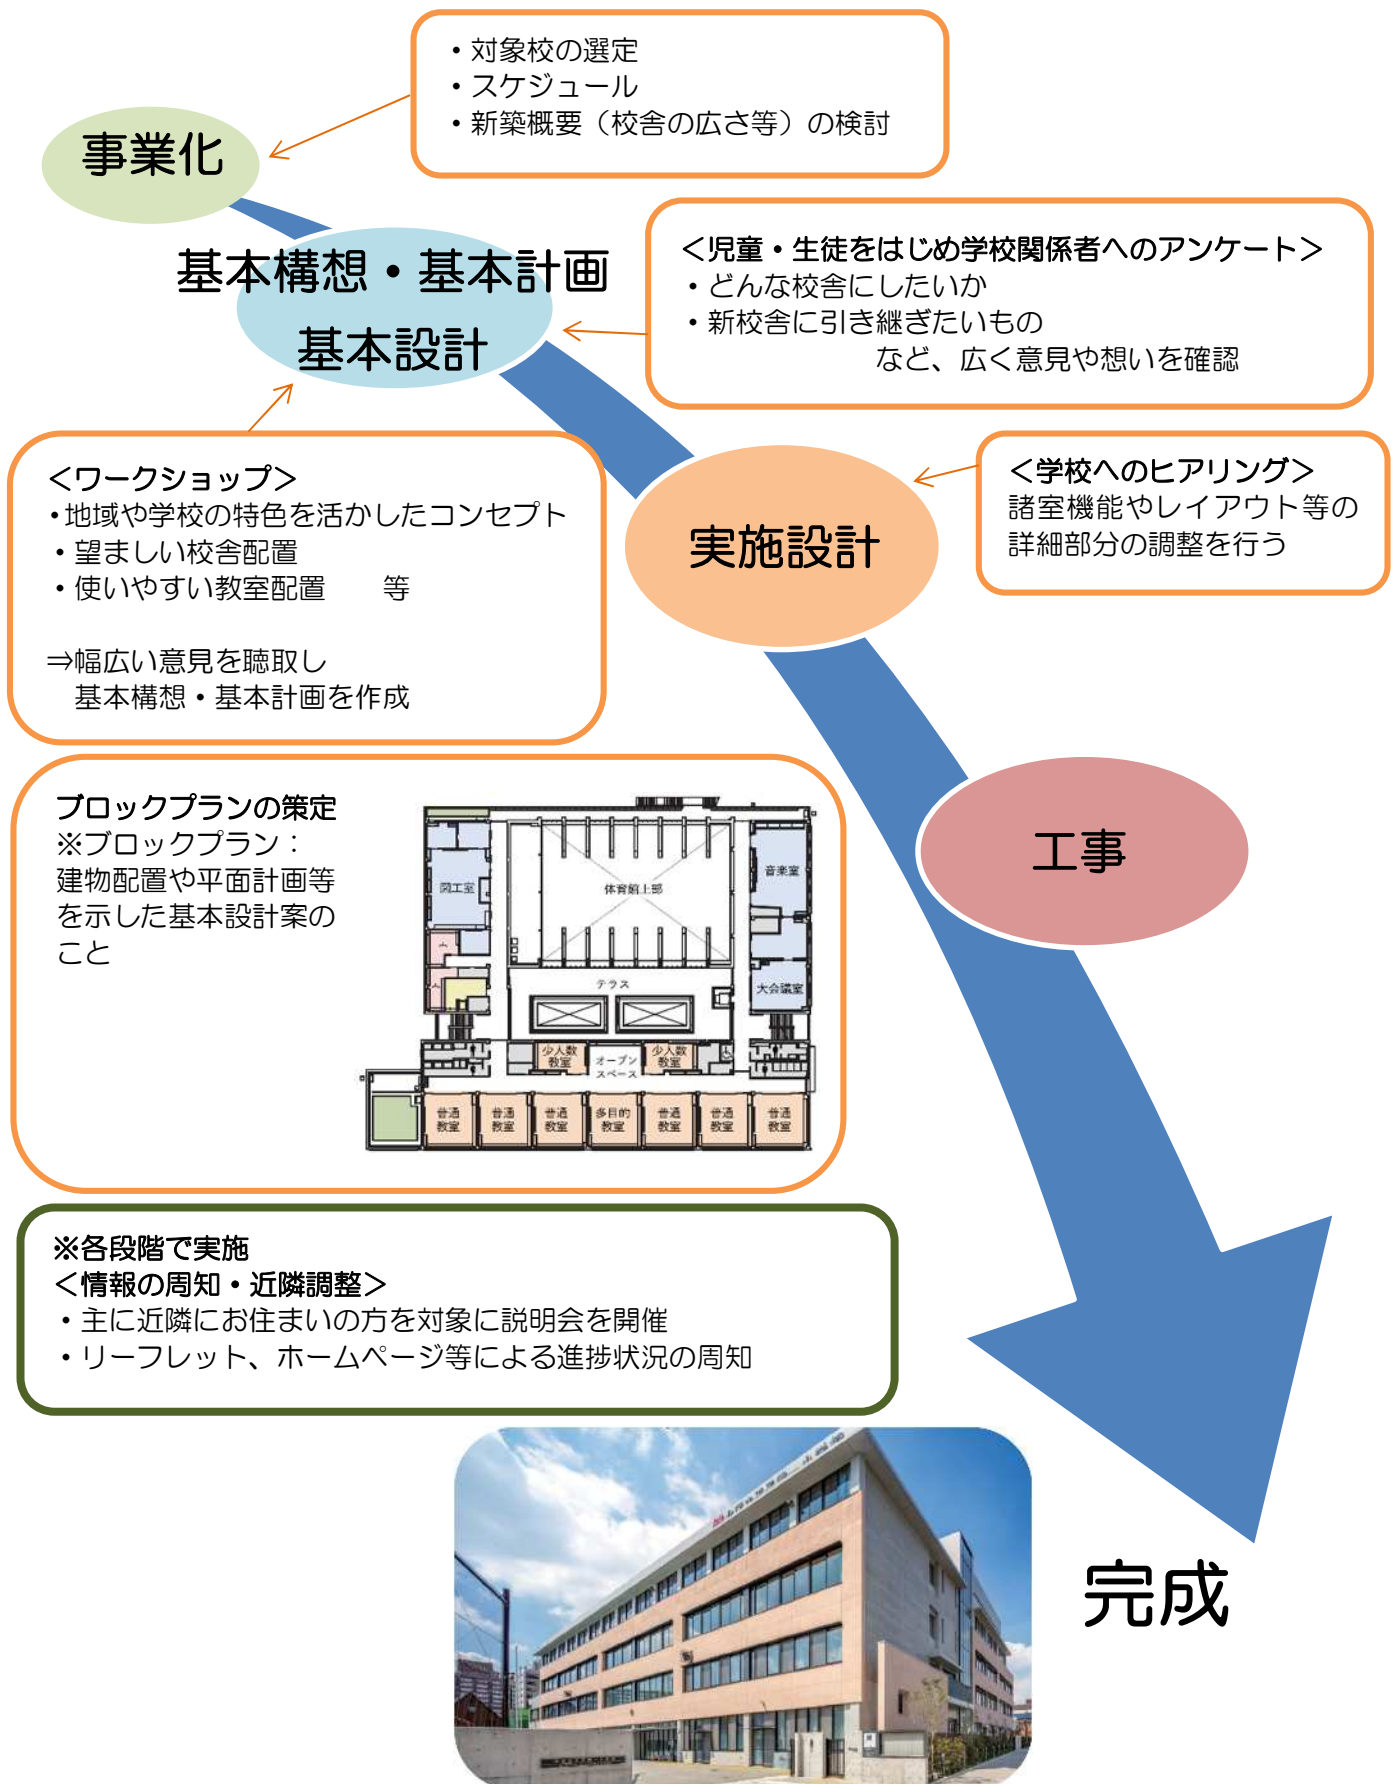 ・対象校の選定
・スケジュール
・新築概要（校舎の広さ等）の検討
事業化
基本構想・基本計画
基本設計
＜児童・生徒をはじめ学校関係者へのアンケート＞
・どんな校舎にしたいか
・新校舎に引き継ぎたいもの
など、広く意見や想いを確認
＜ワークショップ＞
・地域や学校の特色を活かしたコンセプト
・望ましい校舎配置
・使いやすい教室配置　　等
⇒幅広い意見を聴取し
基本構想・基本計画を作成
実施設計
＜学校へのヒアリング＞
諸室機能やレイアウト等の
詳細部分の調整を行う
工事
ブロックプランの策定
※ブロックプラン：
建物配置や平面計画等
を示した基本設計案の
こと
図工室
体育館上部
音楽室
テラス
大会議室
少人数
教室
オープン
スペース
少人数
教室
普通
教室
普通
教室
普通
教室
多目的
教室
普通
教室
普通
教室
普通
教室
※各段階で実施
＜情報の周知・近隣調整＞
・主に近隣にお住まいの方を対象に説明会を開催
・リーフレット、ホームページ等による進捗状況の周知
完成